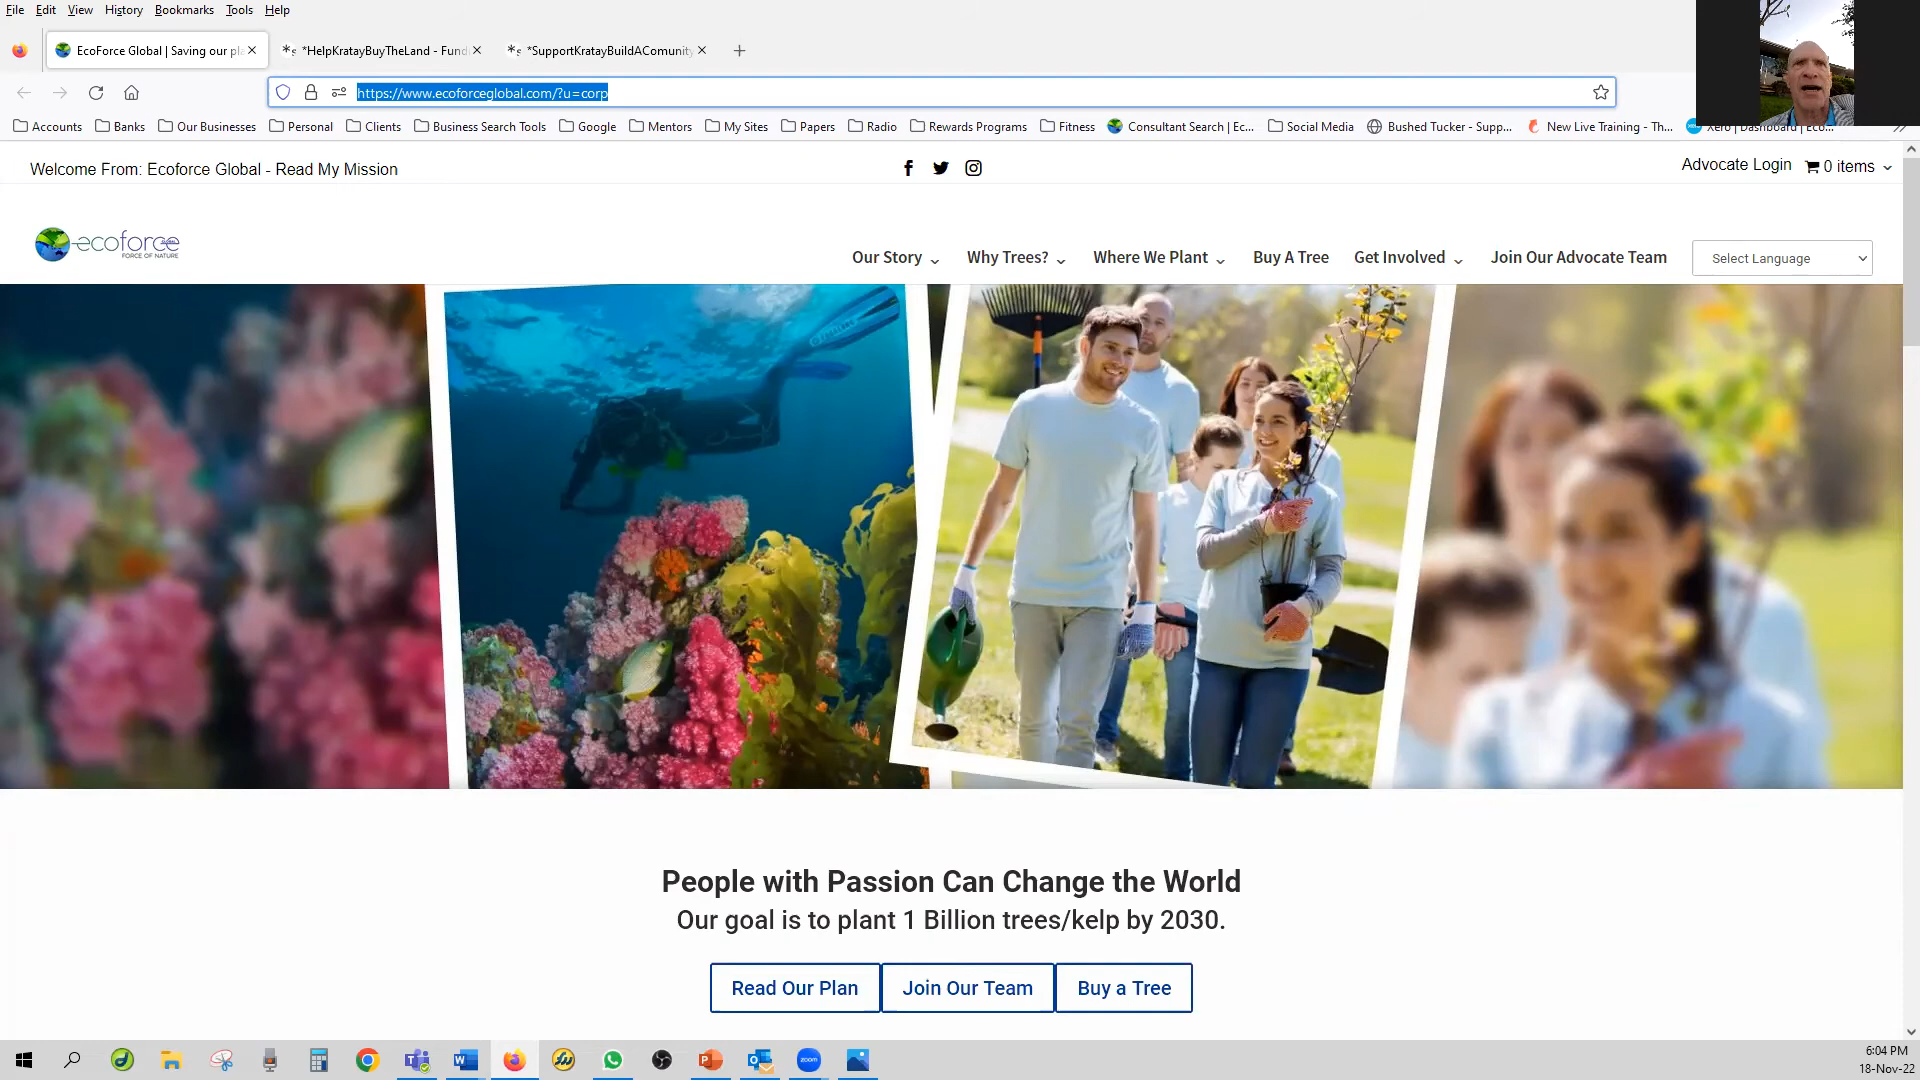 File Edit View History Bookmarks Tools Help
EcoForce Global | Saving our pl
*s *HelpKratayBuyTheLand - Fund
*s *SupportKratayBuildAComunity
https://www.ecoforceglobal.com/?u=corp
Accounts Banks Our Businesses Personal Clients Business Search Tools Google Mentors My Sites Papers Radio Rewards Programs Fitness Consultant Search | Ec... Social Media Bushed Tucker - Supp... New Live Training - Th... Xero | Dashboard | Eco...
Welcome From: Ecoforce Global - Read My Mission
Advocate Login 0 items
ecoforce GLOBAL
FORCE OF NATURE
Our Story Why Trees? Where We Plant Buy A Tree Get Involved Join Our Advocate Team Select Language
People with Passion Can Change the World
Our goal is to plant 1 Billion trees/kelp by 2030.
Read Our Plan Join Our Team Buy a Tree
zoom
6:04 PM
18-Nov-22